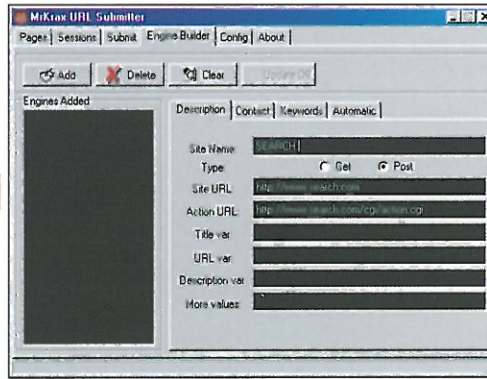 MrKrax URL Submitter
Pages Sessions Submit Engine Builder Config About
Add Delete Clear Update DB
Engines Added
Description Contact Keywords Automatic
Site Name: SEARCH
Type: Get Post
Site URL http://www.search.com
Action URL: http://www.search.com/cgi/action.cgi
Title var
URL var:
Description var
More values: